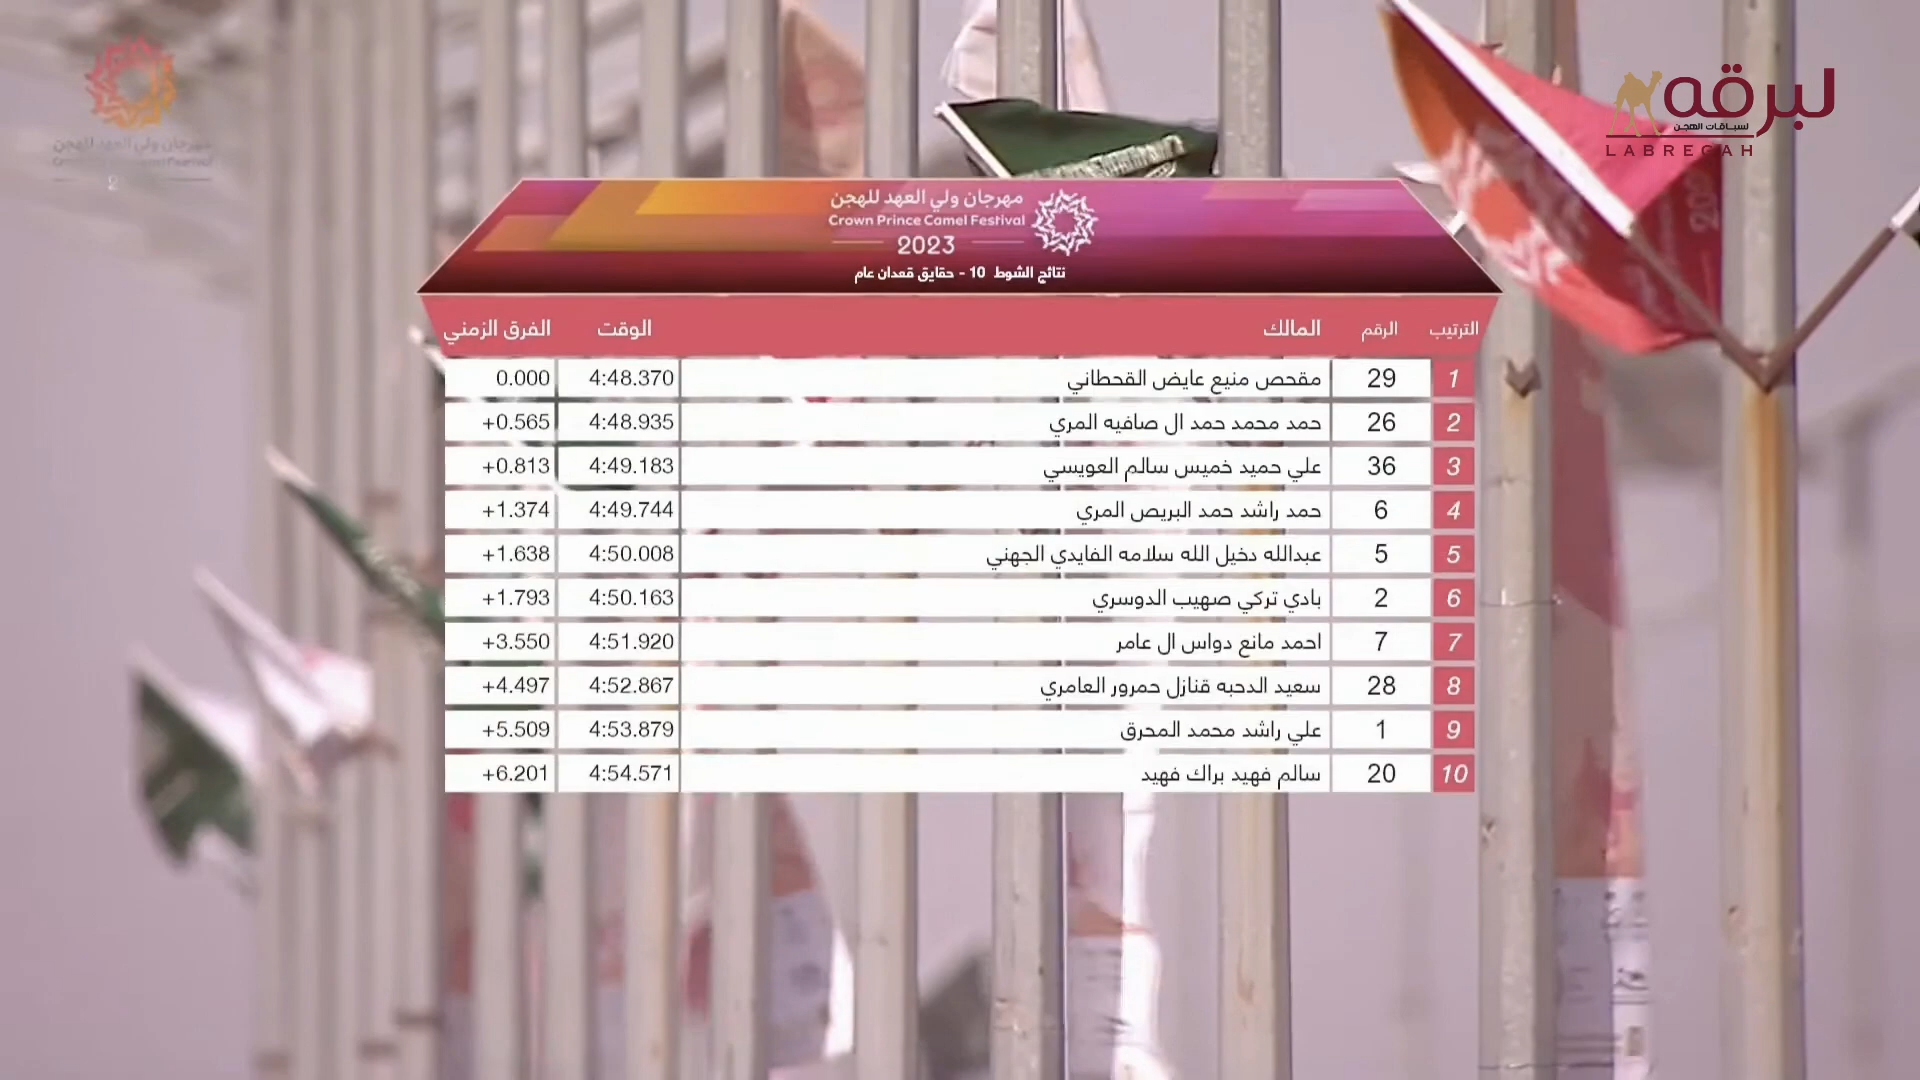 مهرجان ولي العهد للهجن
Crown Prince Camel Festival
لبرقه
لسباقات الهجن
LABREGAH
مهرجان ولي العهد للهجن
Crown Prince Camel Festival
2023
نتائج الشوط 10 - حقايق قعدان عام
الترتيب الرقم المالك الوقت الفرق الزمني
1 29 مقحص منيع عايض القحطاني 4:48.370 0.000
2 26 حمد محمد حمد ال صافيه المري 4:48.935 +0.565
3 36 علي حميد خميس سالم العويسي 4:49.183 +0.813
4 6 حمد راشد حمد البريص المري 4:49.744 +1.374
5 5 عبدالله دخيل الله سلامه الفايدي الجهني 4:50.008 +1.638
6 2 بادي تركي صهيب الدوسري 4:50.163 +1.793
7 7 احمد مانع دواس ال عامر 4:51.920 +3.550
8 28 سعيد الدحبه قنازل حمرور العامري 4:52.867 +4.497
9 1 علي راشد محمد المحرق 4:53.879 +5.509
10 20 سالم فهيد براك فهيد 4:54.571 +6.201